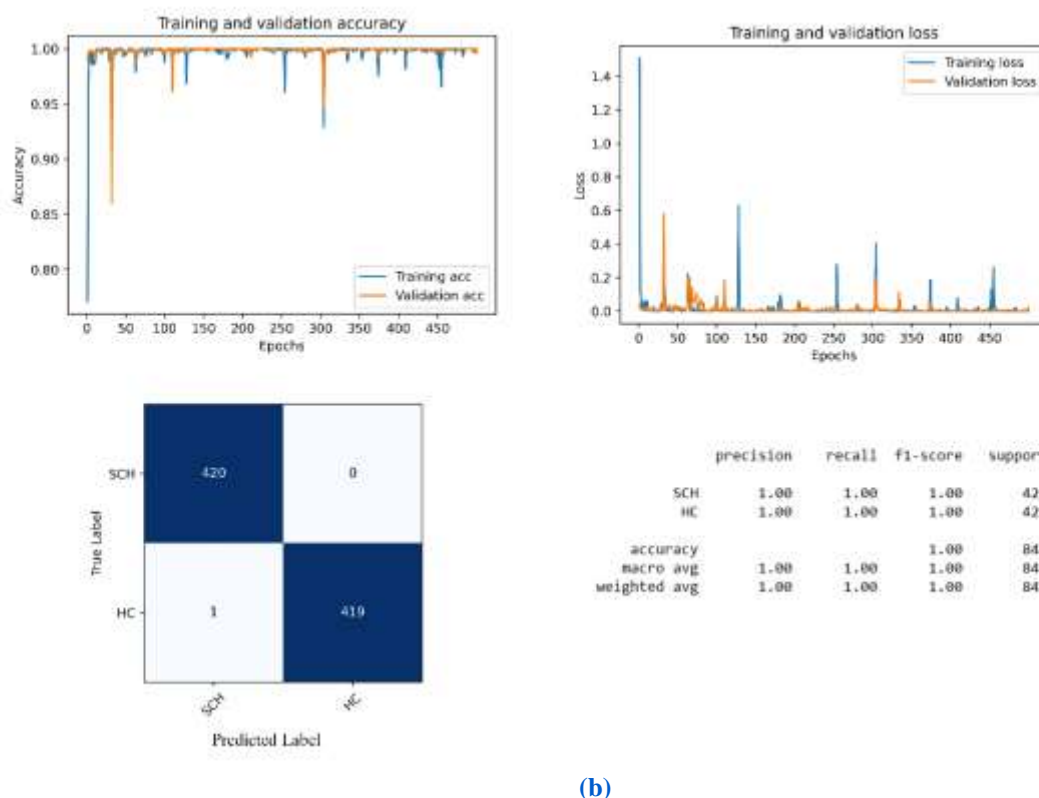 Training and validation accuracy
1.00
0.95
0.90
0.85
0.80
Accuracy
Training acc
Validation acc
0 50 100 150 200 250 300 350 400 450
Epochs
Training and validation loss
1.4
1.2
1.0
0.8
0.6
0.4
0.2
0.0
Loss
Training loss
Validation loss
0 50 100 150 200 250 300 350 400 450
Epochs
True Label
SCH
HC
420 0
1 419
SCH HC
Predicted Label
precision recall f1-score suppor
SCH 1.00 1.00 1.00 42
HC 1.00 1.00 1.00 42
accuracy 1.00 84
macro avg 1.00 1.00 1.00 84
weighted avg 1.00 1.00 1.00 84
(b)